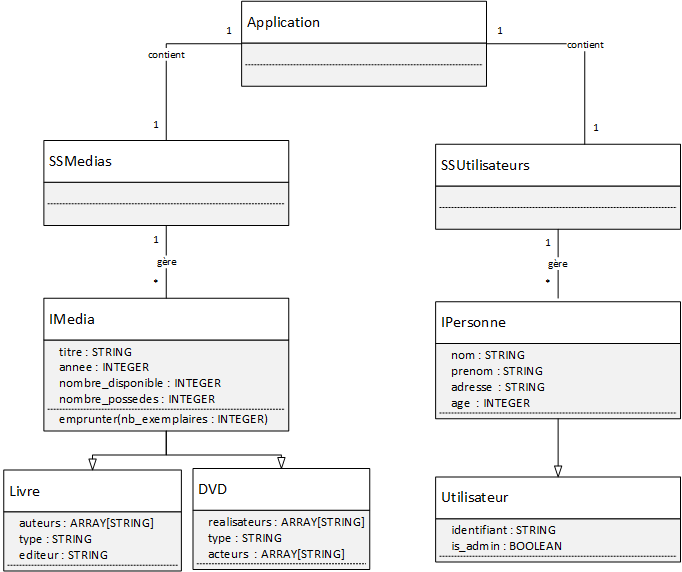 Application
1
1
contient
contient
1
1
SSMedias
SSUtilisateurs
1
1
gère
gère
*
*
IMedia
titre : STRING
annee : INTEGER
nombre_disponible : INTEGER
nombre_possedes : INTEGER
emprunter(nb_exemplaires : INTEGER)
IPersonne
nom : STRING
prenom : STRING
adresse : STRING
age : INTEGER
Livre
auteurs : ARRAY[STRING]
type : STRING
editeur : STRING
DVD
realisateurs : ARRAY[STRING]
type : STRING
acteurs : ARRAY[STRING]
Utilisateur
identifiant : STRING
is_admin : BOOLEAN